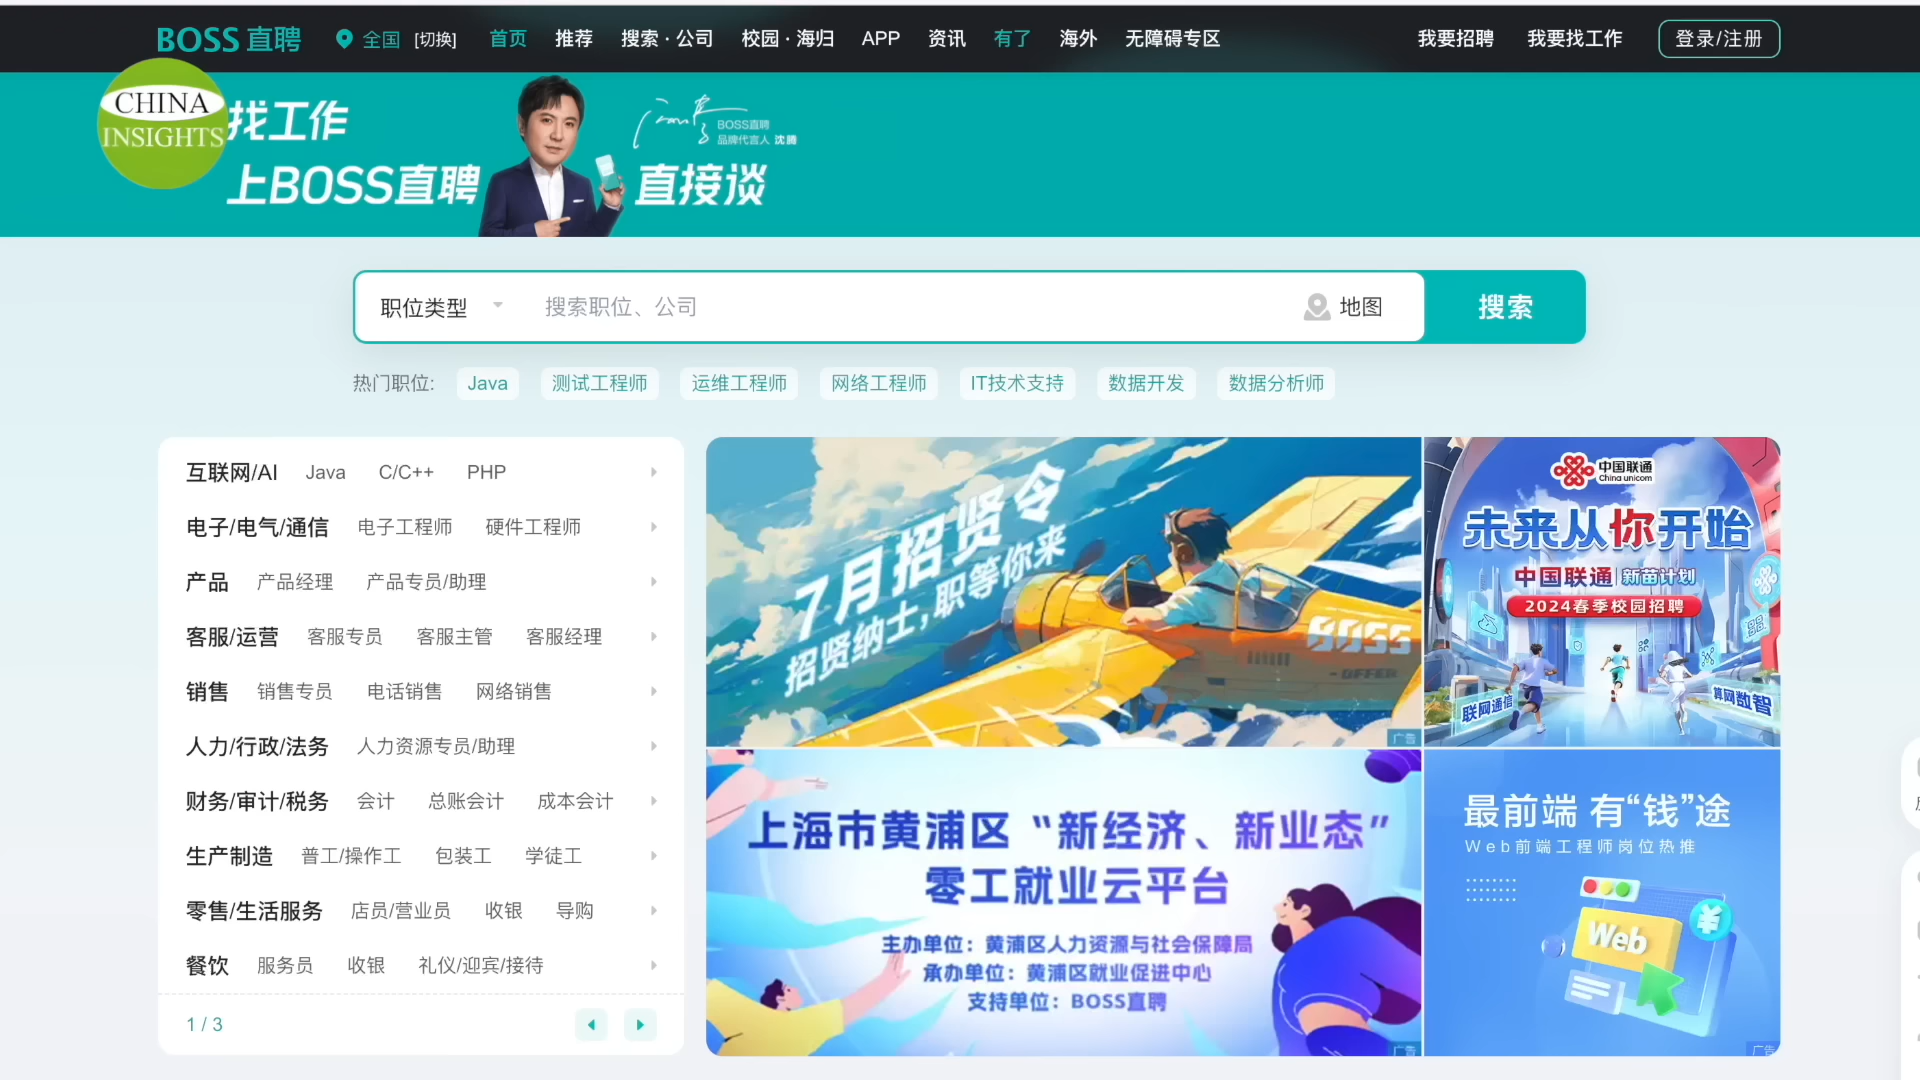 BOSS 直聘
全国 [切换]
首页 推荐 搜索 · 公司 校园 · 海归 APP 资讯 有了 海外 无障碍专区
我要招聘 我要找工作 登录/注册
CHINA
INSIGHTS
找工作
上BOSS直聘
BOSS直聘
品牌代言人 沈腾
直接谈
职位类型 搜索职位、公司 地图 搜索
热门职位: Java 测试工程师 运维工程师 网络工程师 IT技术支持 数据开发 数据分析师
互联网/AI Java C/C++ PHP
电子/电气/通信 电子工程师 硬件工程师
产品 产品经理 产品专员/助理
客服/运营 客服专员 客服主管 客服经理
销售 销售专员 电话销售 网络销售
人力/行政/法务 人力资源专员/助理
财务/审计/税务 会计 总账会计 成本会计
生产制造 普工/操作工 包装工 学徒工
零售/生活服务 店员/营业员 收银 导购
餐饮 服务员 收银 礼仪/迎宾/接待
1 / 3
7月招贤令
招贤纳士,职等你来
BOSS
OFFER
广告
中国联通
China unicom
未来从你开始
中国联通 新苗计划
2024春季校园招聘
联网通信
算网数智
上海市黄浦区“新经济、新业态”
零工就业云平台
主办单位：黄浦区人力资源与社会保障局
承办单位：黄浦区就业促进中心
支持单位：BOSS直聘
广告
最前端 有“钱”途
Web前端工程师岗位热推
Web
¥
广告